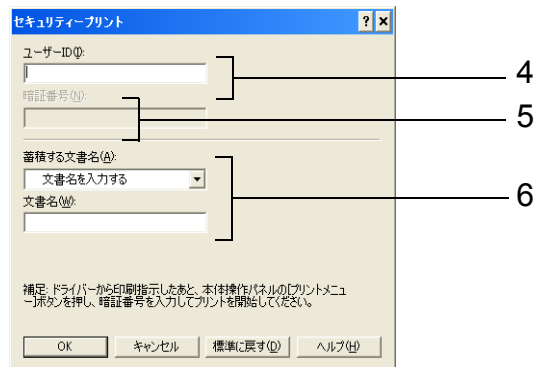 セキュリティープリント
ユーザーID(I):
4
暗証番号(N):
5
蓄積する文書名(A):
文書名を入力する
6
文書名(W):
補足: ドライバーから印刷指示したあと、本体操作パネルの[プリントメニュ
ー]ボタンを押し、暗証番号を入力してプリントを開始してください。
OK キャンセル 標準に戻す(D) ヘルプ(H)